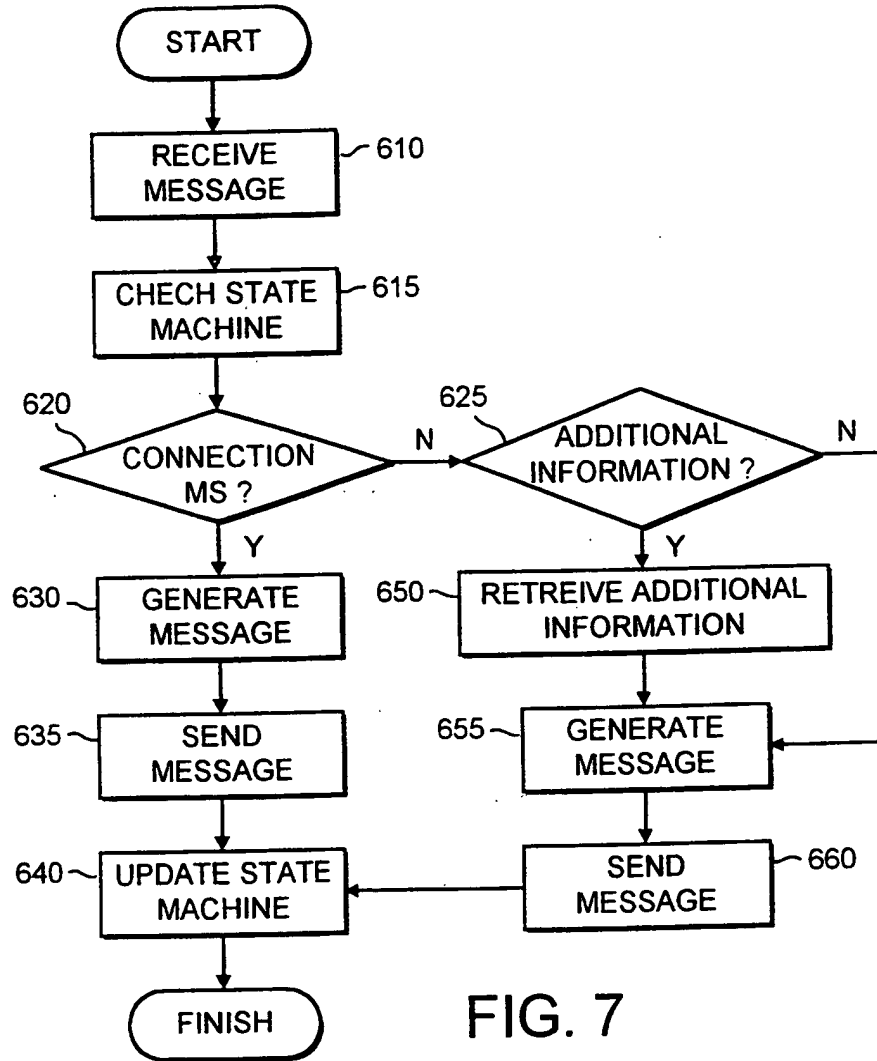 START
RECEIVE
MESSAGE
610
CHECH STATE
MACHINE
615
620
CONNECTION
MS ?
N
Y
625
ADDITIONAL
INFORMATION ?
N
Y
630
GENERATE
MESSAGE
650
RETREIVE ADDITIONAL
INFORMATION
635
SEND
MESSAGE
655
GENERATE
MESSAGE
640
UPDATE STATE
MACHINE
SEND
MESSAGE
660
FINISH
FIG. 7